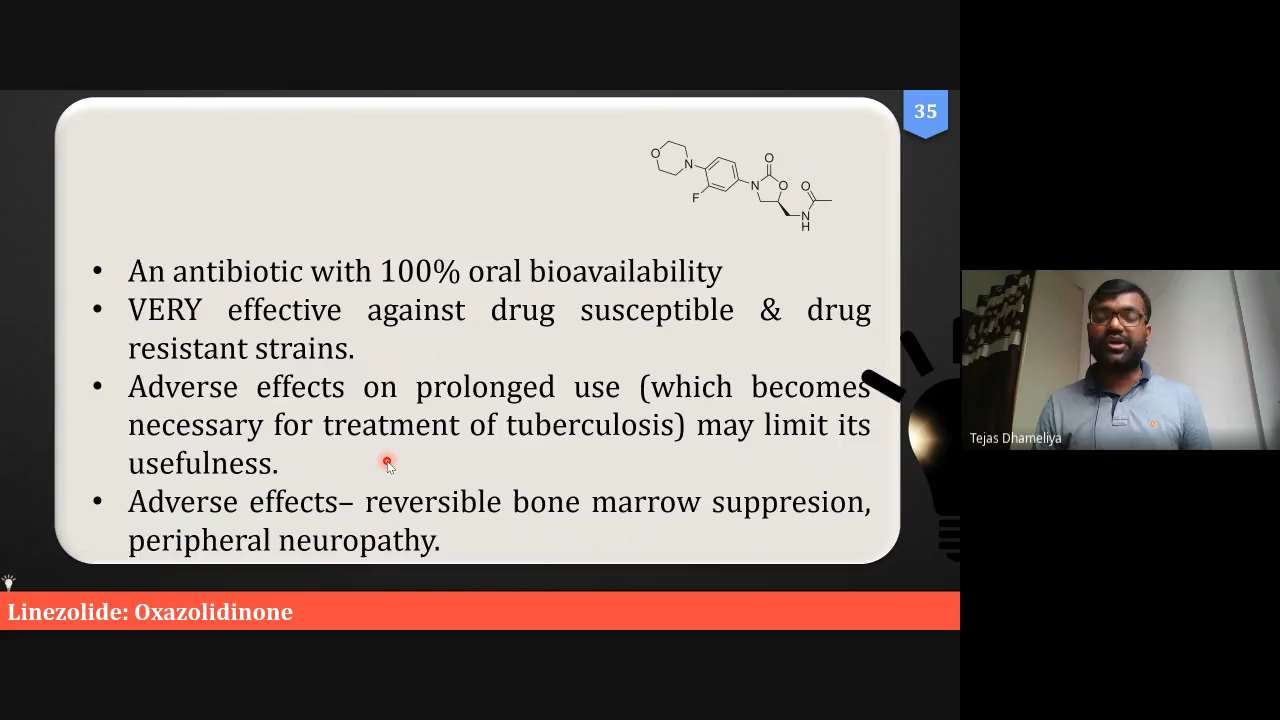 35
O
N
F
N
O
O
O
N
H
• An antibiotic with 100% oral bioavailability
• VERY effective against drug susceptible & drug
resistant strains.
• Adverse effects on prolonged use (which becomes
necessary for treatment of tuberculosis) may limit its
usefulness.
• Adverse effects– reversible bone marrow suppresion,
peripheral neuropathy.
Linezolide: Oxazolidinone
Tejas Dhameliya